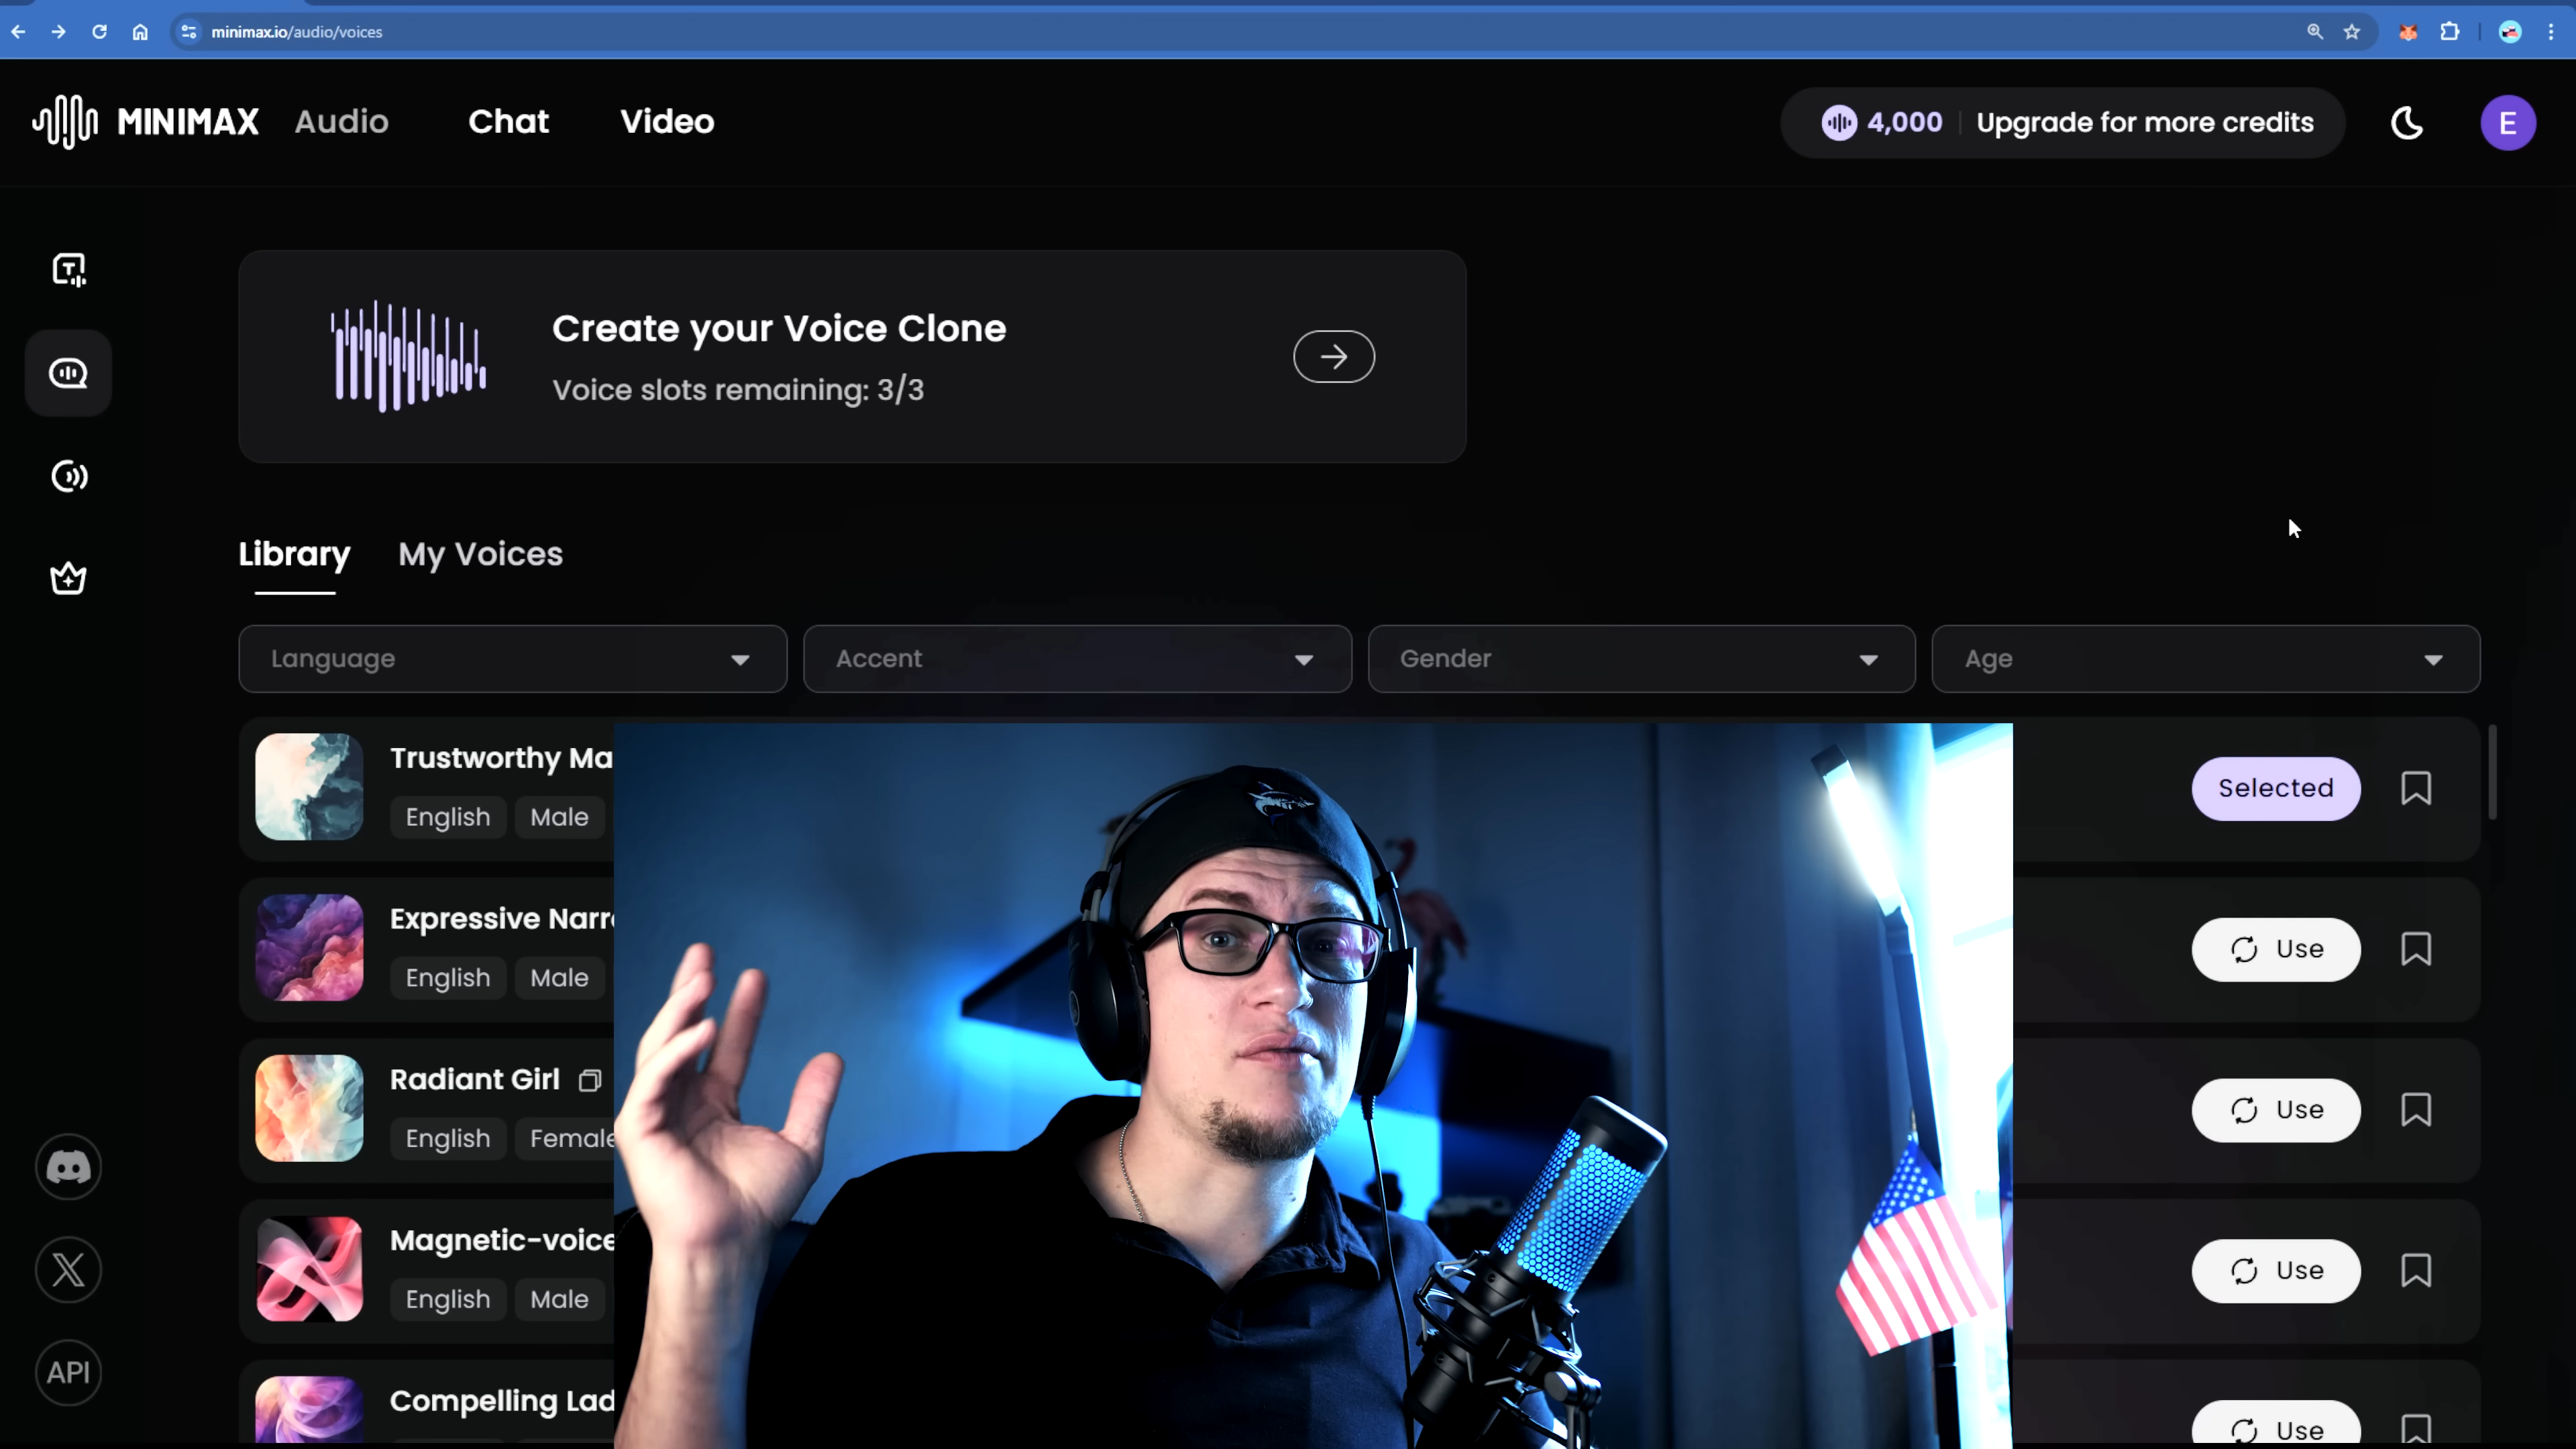 minimax.io/audio/voices
MINIMAX Audio Chat Video 4,000 Upgrade for more credits E
Create your Voice Clone
Voice slots remaining: 3/3
Library My Voices
Language Accent Gender Age
Trustworthy Ma
English Male
Selected
Expressive Narr
English Male
Use
Radiant Girl
English Female
Use
Magnetic-voice
English Male
Use
Compelling Lad
Use
API